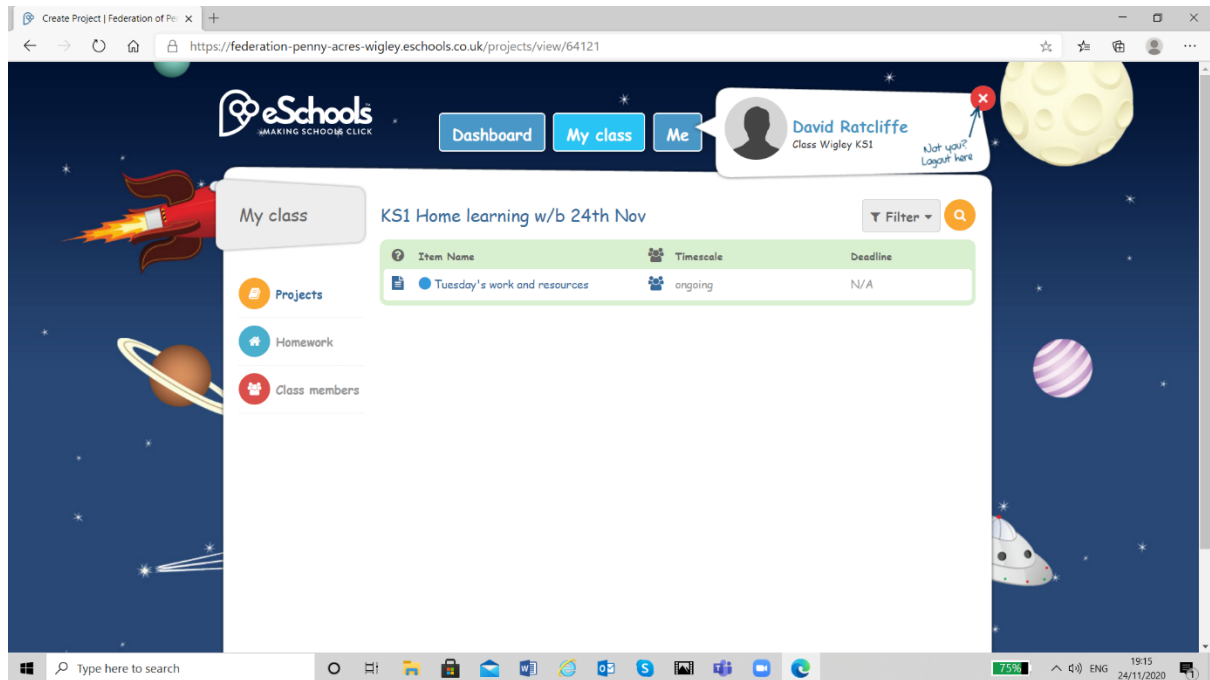 Create Project | Federation of Pe
https://federation-penny-acres-wigley.eschools.co.uk/projects/view/64121
eSchools
MAKING SCHOOLS CLICK
Dashboard
My class
Me
David Ratcliffe
Class Wigley KS1
Not you?
Logout here
My class
KS1 Home learning w/b 24th Nov
Filter
Item Name Timescale Deadline
Tuesday's work and resources ongoing N/A
Projects
Homework
Class members
Type here to search
75%
ENG
19:15
24/11/2020